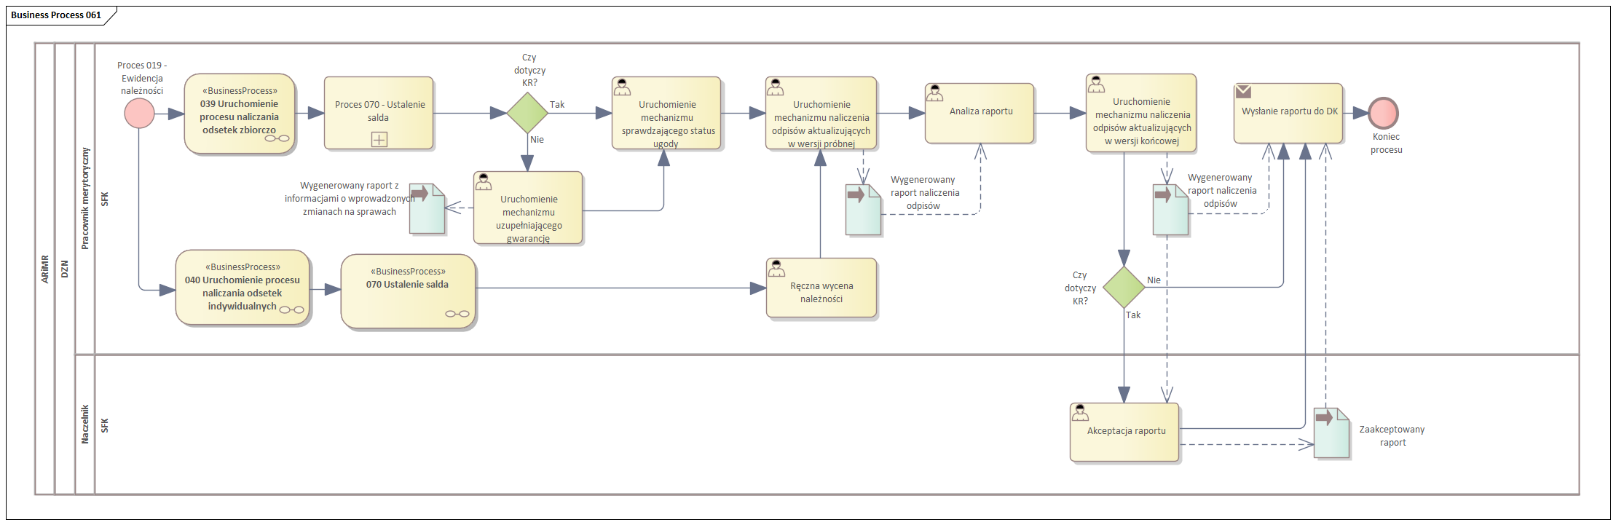 Business Process 061
Proces 019 -
Ewidencja
należności
«BusinessProcess»
039 Uruchomienie
procesu naliczania
odsetek zbiorczo
Proces 070 - Ustalenie
salda
Czy
dotyczy
KR?
Tak
Nie
Uruchomienie
mechanizmu
sprawdzającego status
ugody
Uruchomienie
mechanizmu naliczenia
odpisów aktualizujących
w wersji próbnej
Analiza raportu
Uruchomienie
mechanizmu naliczenia
odpisów aktualizujących
w wersji końcowej
Wysłanie raportu do DK
Koniec
procesu
Wygenerowany raport z
informacjami o wprowadzonych
zmianach na sprawach
Uruchomienie
mechanizmu
uzupełniającego
gwarancję
Wygenerowany
raport naliczenia
odpisów
Wygenerowany
raport naliczenia
odpisów
«BusinessProcess»
040 Uruchomienie procesu
naliczania odsetek
indywidualnych
«BusinessProcess»
070 Ustalenie salda
Ręczna wycena
należności
Czy
dotyczy
KR?
Nie
Tak
Akceptacja raportu
Zaakceptowany
raport
ARiMR
DZN
Pracownik merytoryczny
SFK
Naczelnik
SFK